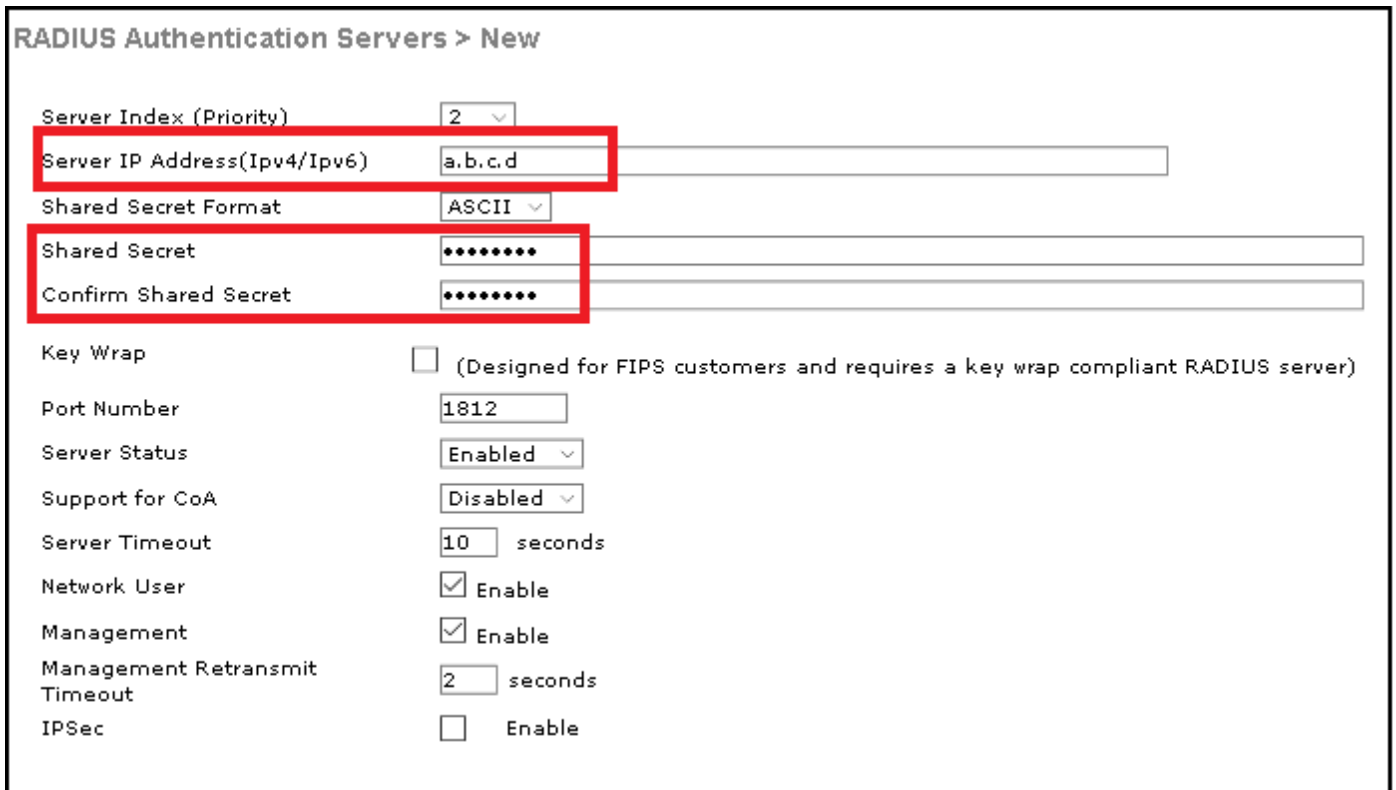 RADIUS Authentication Servers > New
Server Index (Priority) 2
Server IP Address(Ipv4/Ipv6) a.b.c.d
Shared Secret Format ASCII
Shared Secret ••••••••
Confirm Shared Secret ••••••••
Key Wrap (Designed for FIPS customers and requires a key wrap compliant RADIUS server)
Port Number 1812
Server Status Enabled
Support for CoA Disabled
Server Timeout 10 seconds
Network User Enable
Management Enable
Management Retransmit
Timeout 2 seconds
IPSec Enable